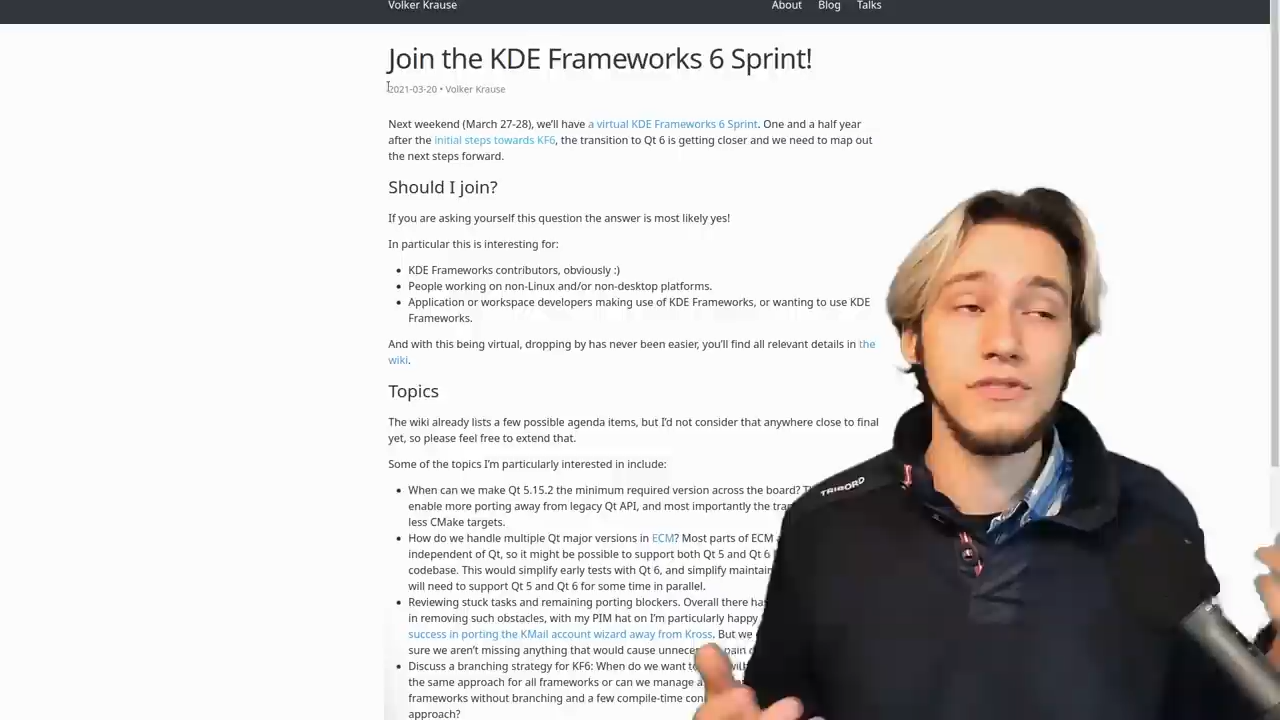 Volker Krause
About Blog Talks
Join the KDE Frameworks 6 Sprint!
2021-03-20 • Volker Krause
Next weekend (March 27-28), we'll have a virtual KDE Frameworks 6 Sprint. One and a half year
after the initial steps towards KF6, the transition to Qt 6 is getting closer and we need to map out
the next steps forward.
Should I join?
If you are asking yourself this question the answer is most likely yes!
In particular this is interesting for:
• KDE Frameworks contributors, obviously :)
• People working on non-Linux and/or non-desktop platforms.
• Application or workspace developers making use of KDE Frameworks, or wanting to use KDE
Frameworks.
And with this being virtual, dropping by has never been easier, you'll find all relevant details in the
wiki.
Topics
The wiki already lists a few possible agenda items, but I'd not consider that anywhere close to final
yet, so please feel free to extend that.
Some of the topics I'm particularly interested in include:
• When can we make Qt 5.15.2 the minimum required version across the board?
enable more porting away from legacy Qt API, and most importantly the
less CMake targets.
• How do we handle multiple Qt major versions in ECM? Most parts of ECM
independent of Qt, so it might be possible to support both Qt 5 and Qt 6
codebase. This would simplify early tests with Qt 6, and simplify
will need to support Qt 5 and Qt 6 for some time in parallel.
• Reviewing stuck tasks and remaining porting blockers. Overall there
in removing such obstacles, with my PIM hat on I'm particularly happy
success in porting the KMail account wizard away from Kross. But we
sure we aren't missing anything that would cause pain
• Discuss a branching strategy for KF6: When do we want
the same approach for all frameworks or can we manage
frameworks without branching and a few compile-time
approach?
TRIBORD